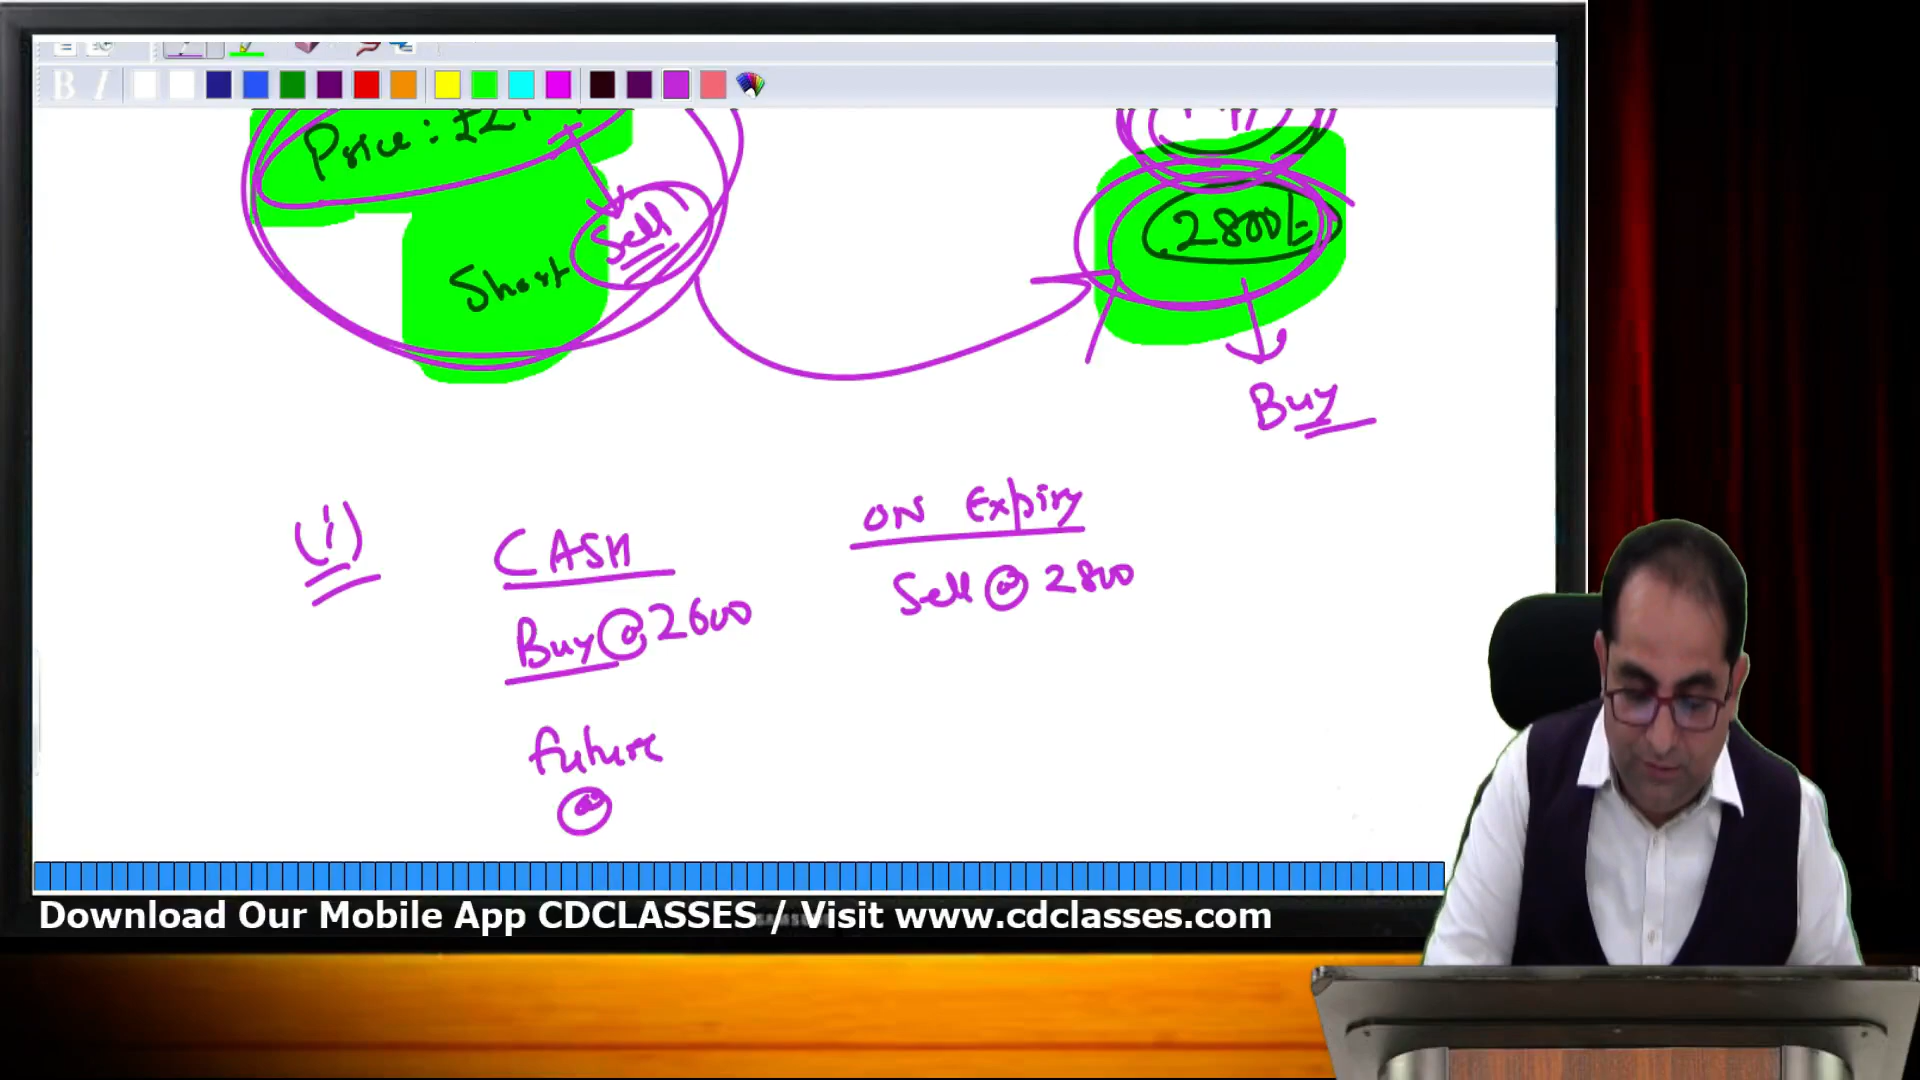 B I
Price: £21
Sell
Short
2800/-
Buy
(i)
CASH
Buy @ 2600
ON Expiry
Sell @ 2800
future
@
Download Our Mobile App CDCLASSES / Visit www.cdclasses.com